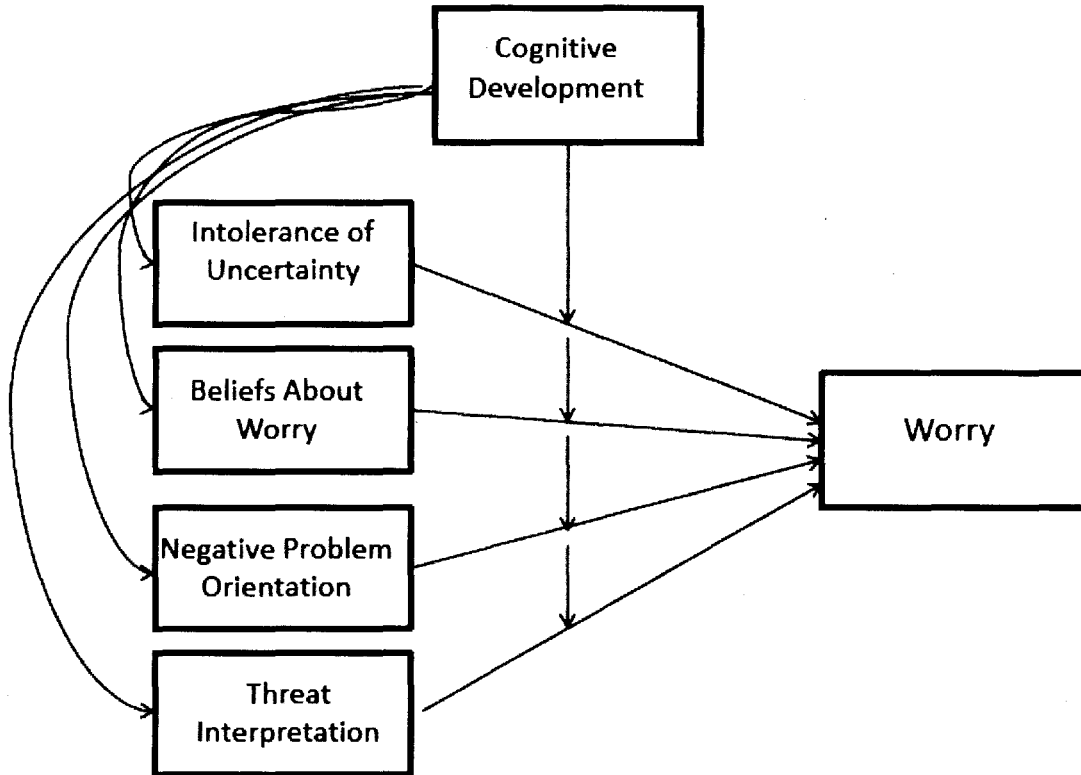 Cognitive
Development
Intolerance of
Uncertainty
Beliefs About
Worry
Worry
Negative Problem
Orientation
Threat
Interpretation